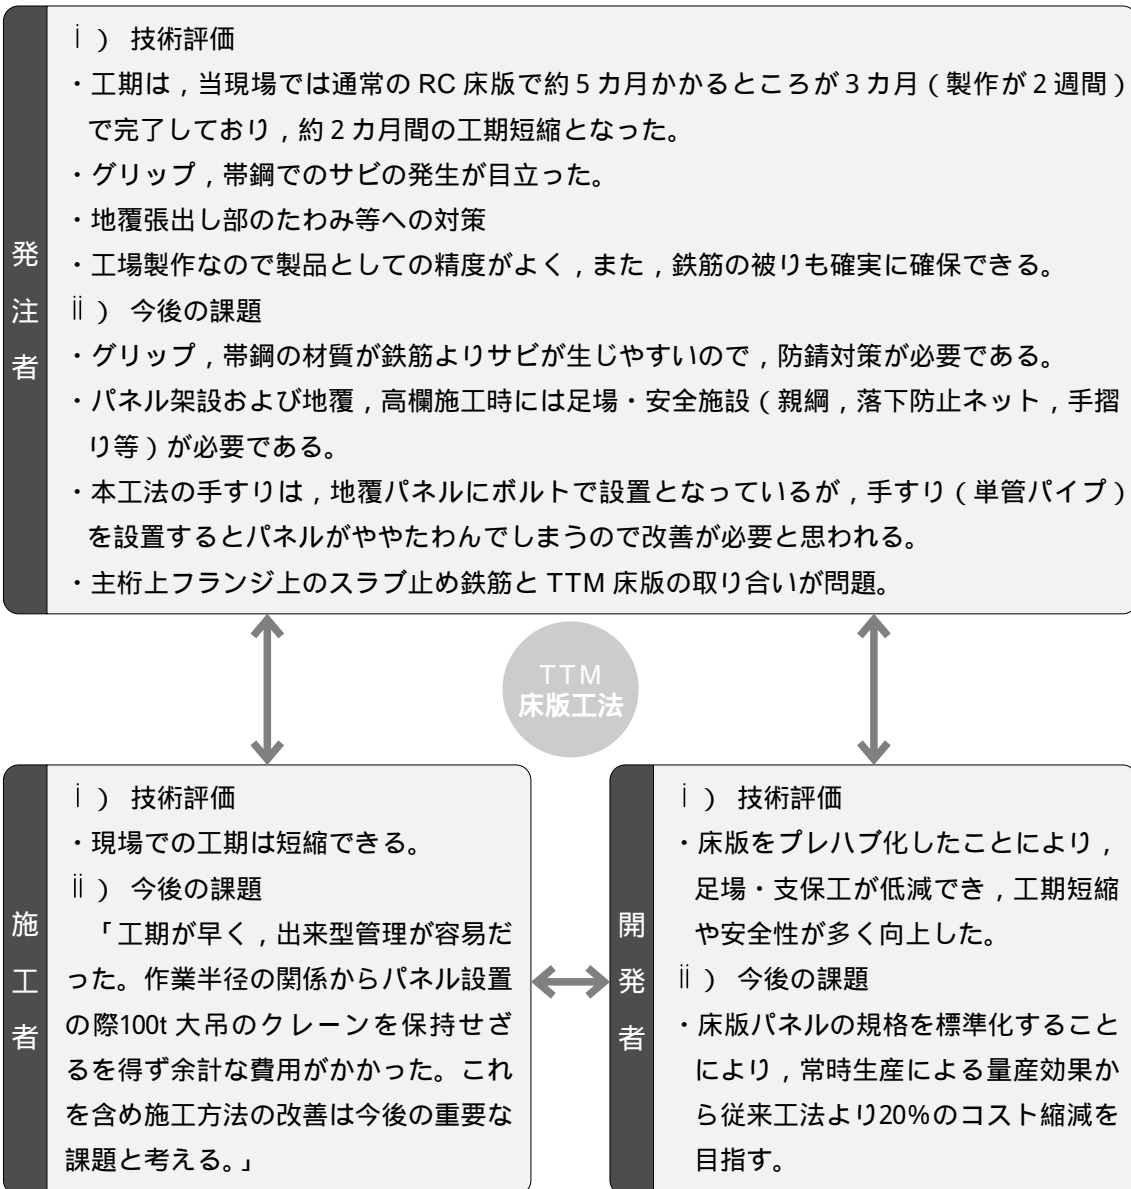 発注者
ⅰ） 技術評価
・工期は，当現場では通常の RC 床版で約５カ月かかるところが３カ月（製作が２週間）
で完了しており，約２カ月間の工期短縮となった。
・グリップ，帯鋼でのサビの発生が目立った。
・地覆張出し部のたわみ等への対策
・工場製作なので製品としての精度がよく，また，鉄筋の被りも確実に確保できる。
ⅱ） 今後の課題
・グリップ，帯鋼の材質が鉄筋よりサビが生じやすいので，防錆対策が必要である。
・パネル架設および地覆，高欄施工時には足場・安全施設（親綱，落下防止ネット，手摺
り等）が必要である。
・本工法の手すりは，地覆パネルにボルトで設置となっているが，手すり（単管パイプ）
を設置するとパネルがややたわんでしまうので改善が必要と思われる。
・主桁上フランジ上のスラブ止め鉄筋と TTM 床版の取り合いが問題。
TTM
床版工法
施工者
ⅰ） 技術評価
・現場での工期は短縮できる。
ⅱ） 今後の課題
「工期が早く，出来型管理が容易だ
った。作業半径の関係からパネル設置
の際100t 大吊のクレーンを保持せざ
るを得ず余計な費用がかかった。これ
を含め施工方法の改善は今後の重要な
課題と考える。」
開発者
ⅰ） 技術評価
・床版をプレハブ化したことにより，
足場・支保工が低減でき，工期短縮
や安全性が多く向上した。
ⅱ） 今後の課題
・床版パネルの規格を標準化すること
により，常時生産による量産効果か
ら従来工法より20%のコスト縮減を
目指す。